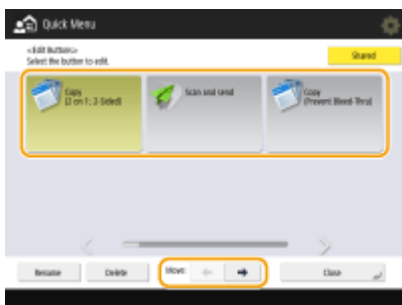 Quick Menu
<Edit Buttons>
Select the button to edit.
Shared
Copy
(2 on 1; 2-Sided)
Scan and send
Copy
(Prevent Bleed-Thru)
Rename
Delete
Move:
Close